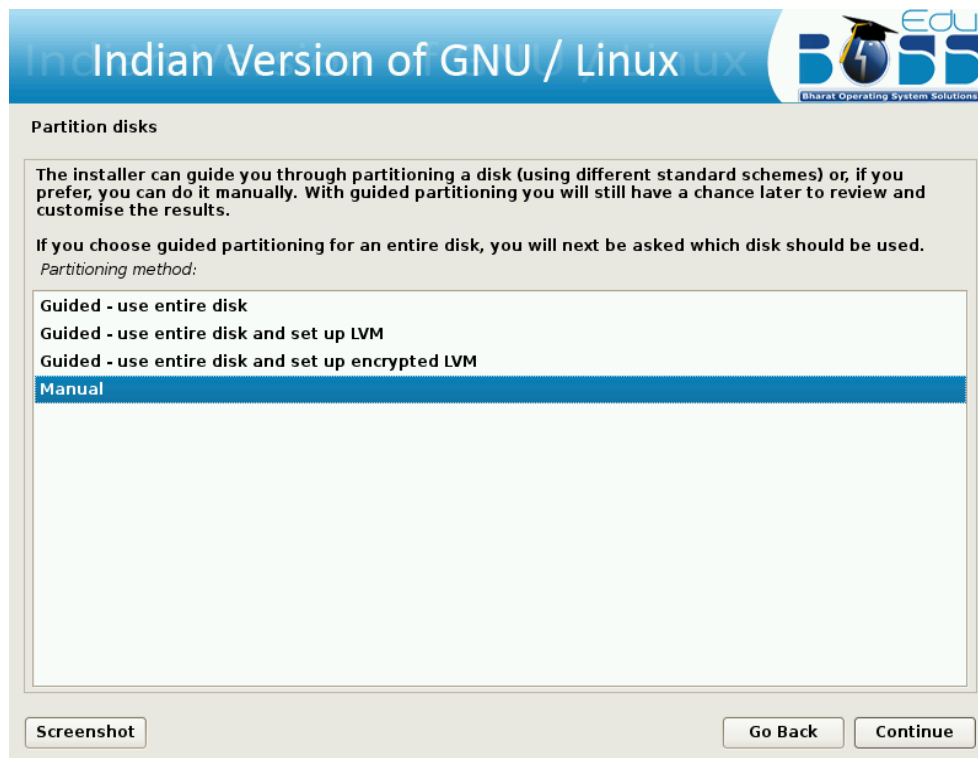 Indian Version of GNU / Linux
Edu
BOSS
Bharat Operating System Solutions
Partition disks
The installer can guide you through partitioning a disk (using different standard schemes) or, if you
prefer, you can do it manually. With guided partitioning you will still have a chance later to review and
customise the results.
If you choose guided partitioning for an entire disk, you will next be asked which disk should be used.
Partitioning method:
Guided - use entire disk
Guided - use entire disk and set up LVM
Guided - use entire disk and set up encrypted LVM
Manual
Screenshot
Go Back
Continue